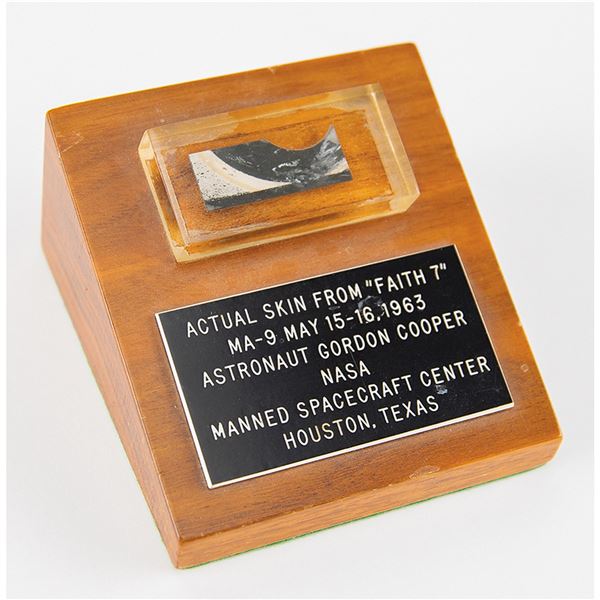 ACTUAL SKIN FROM "FAITH 7"
MA-9 MAY 15-16, 1963
ASTRONAUT GORDON COOPER
NASA
MANNED SPACECRAFT CENTER
HOUSTON, TEXAS